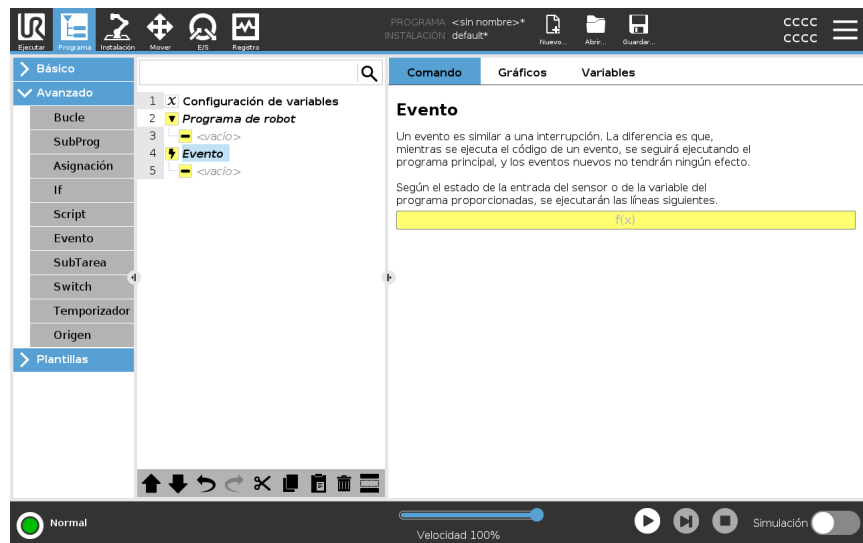 PROGRAMA <sin nombre>*
INSTALACIÓN default*
UR
Ejecutar
Programa
Instalación
Mover
E/S
Registro
Nuevo...
Abrir...
Guardar...
CCCC
CCCC
Básico
Avanzado
Bucle
SubProg
Asignación
If
Script
Evento
SubTarea
Switch
Temporizador
Origen
Plantillas
1 X Configuración de variables
2 Programa de robot
3 <vacío>
4 Evento
5 <vacío>
Comando
Gráficos
Variables
Evento
Un evento es similar a una interrupción. La diferencia es que,
mientras se ejecuta el código de un evento, se seguirá ejecutando el
programa principal, y los eventos nuevos no tendrán ningún efecto.
Según el estado de la entrada del sensor o de la variable del
programa proporcionadas, se ejecutarán las líneas siguientes.
f(x)
Normal
Velocidad 100%
Simulación